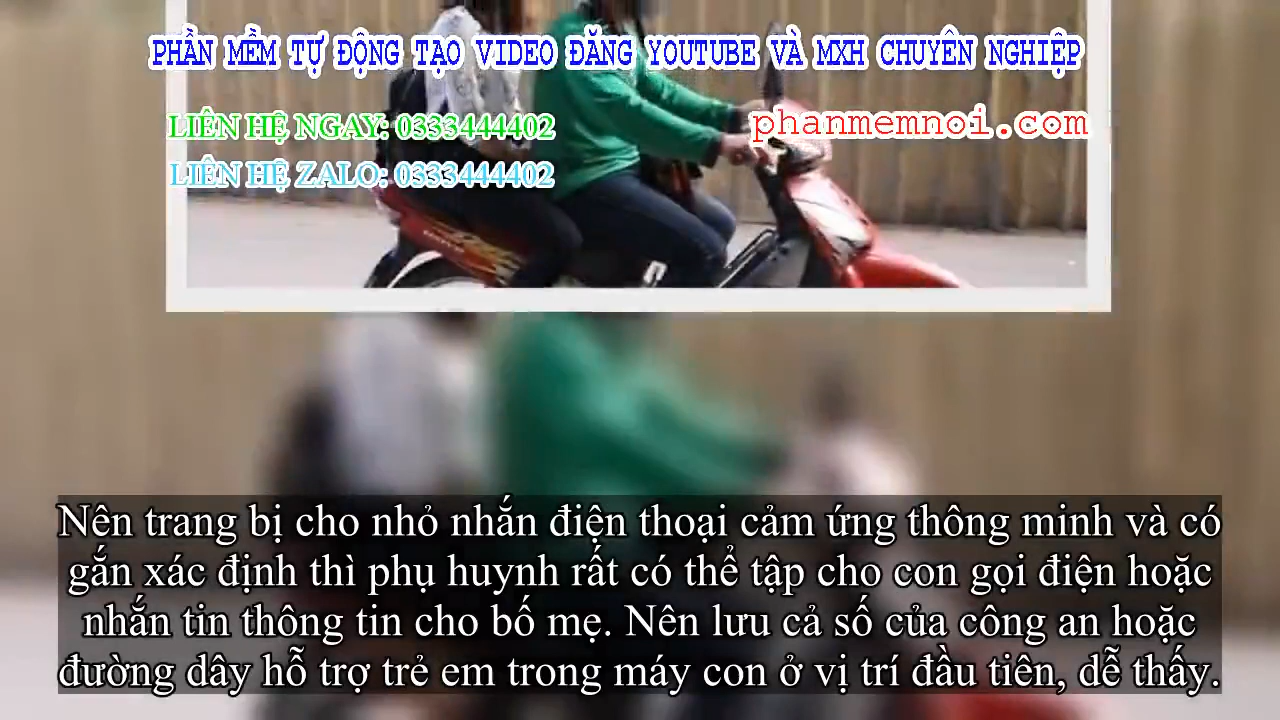 PHẦN MỀM TỰ ĐỘNG TẠO VIDEO ĐĂNG YOUTUBE VÀ MXH CHUYÊN NGHIỆP
LIÊN HỆ NGAY: 0333444402
phanmemnoi.com
LIÊN HỆ ZALO: 0333444402
Nên trang bị cho nhỏ nhắn điện thoại cảm ứng thông minh và có
gắn xác định thì phụ huynh rất có thể tập cho con gọi điện hoặc
nhắn tin thông tin cho bố mẹ. Nên lưu cả số của công an hoặc
đường dây hỗ trợ trẻ em trong máy con ở vị trí đầu tiên, dễ thấy.